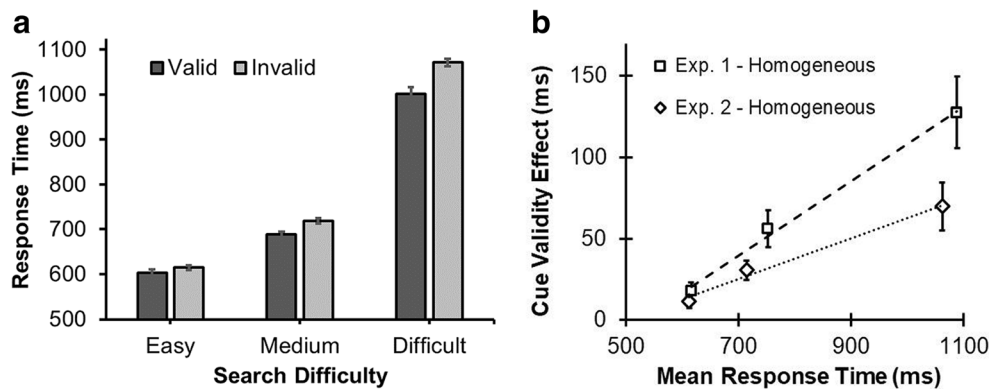 a
Response Time (ms)
1100
1000
900
800
700
600
500
Valid Invalid
Easy Medium Difficult
Search Difficulty
b
Cue Validity Effect (ms)
150
100
50
0
Exp. 1 - Homogeneous
Exp. 2 - Homogeneous
500 700 900 1100
Mean Response Time (ms)